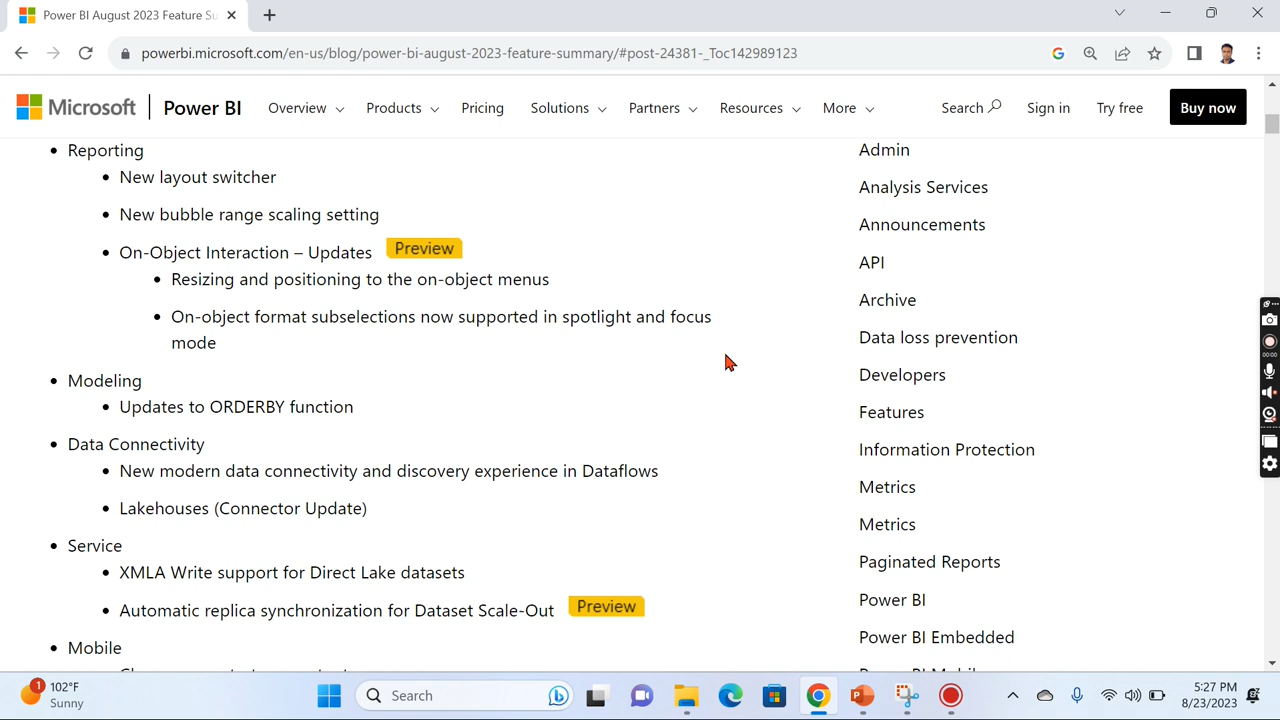 Power BI August 2023 Feature Su
powerbi.microsoft.com/en-us/blog/power-bi-august-2023-feature-summary/#post-24381-_Toc142989123
Microsoft Power BI Overview Products Pricing Solutions Partners Resources More Search Sign in Try free Buy now
Reporting
New layout switcher
New bubble range scaling setting
On-Object Interaction – Updates Preview
Resizing and positioning to the on-object menus
On-object format subselections now supported in spotlight and focus
mode
Modeling
Updates to ORDERBY function
Data Connectivity
New modern data connectivity and discovery experience in Dataflows
Lakehouses (Connector Update)
Service
XMLA Write support for Direct Lake datasets
Automatic replica synchronization for Dataset Scale-Out Preview
Mobile
Admin
Analysis Services
Announcements
API
Archive
Data loss prevention
Developers
Features
Information Protection
Metrics
Metrics
Paginated Reports
Power BI
Power BI Embedded
00:00
1
102°F
Sunny
Search
5:27 PM
8/23/2023